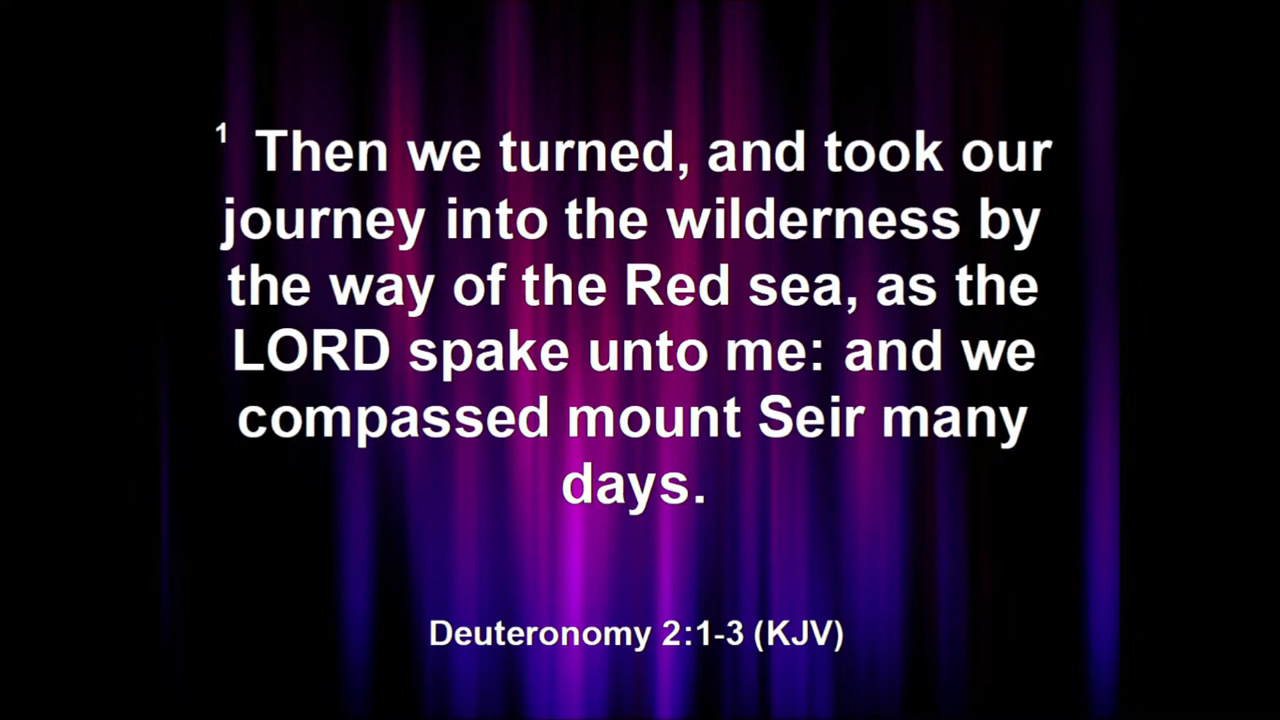 1 Then we turned, and took our
journey into the wilderness by
the way of the Red sea, as the
LORD spake unto me: and we
compassed mount Seir many
days.
Deuteronomy 2:1-3 (KJV)